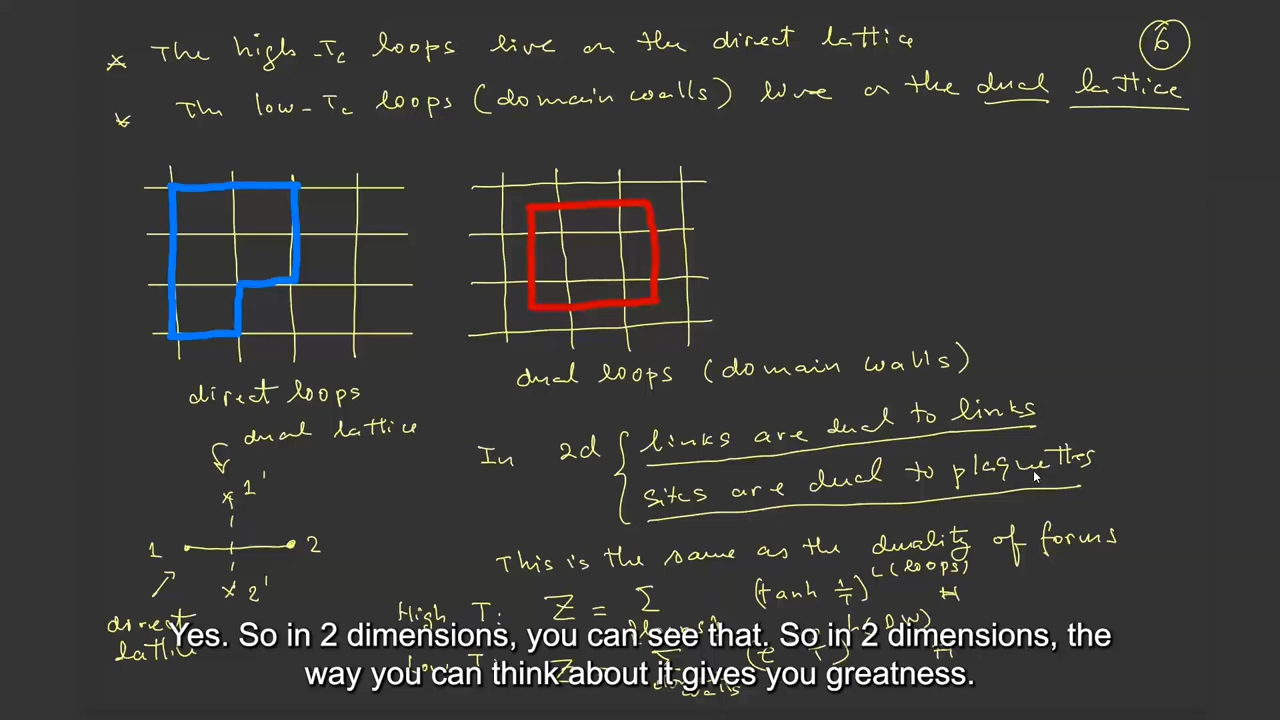 * The high-Tc loops live on the direct lattice
6
* The low-Tc loops (domain walls) live on the dual lattice
direct loops
dual loops (domain walls)
dual lattice
1'
1
2
2'
direct
lattice
In 2d
links are dual to links
sites are dual to plaquettes
This is the same as the duality of forms
High T: Z = Σ (tanh 1/T) L(loops)
Yes. So in 2 dimensions, you can see that. So in 2 dimensions, the
way you can think about it gives you greatness.